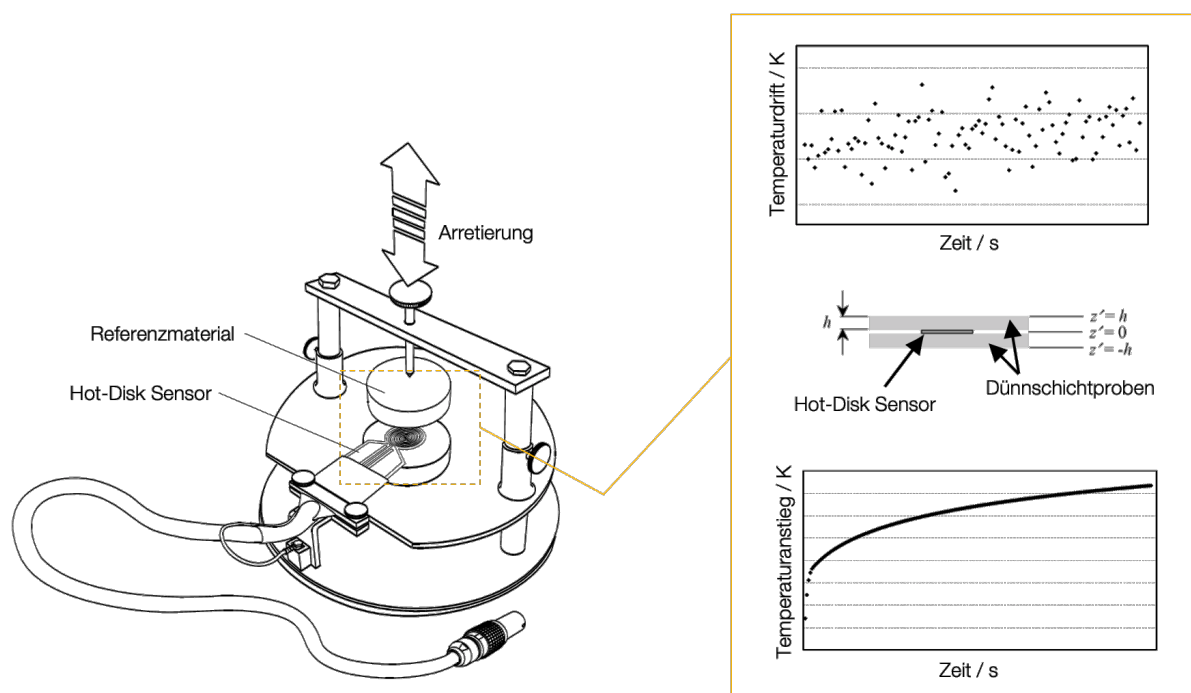 Arretierung
Referenzmaterial
Hot-Disk Sensor
Temperaturdrift / K
Zeit / s
h
z´= h
z´= 0
z´= -h
Dünnschichtproben
Hot-Disk Sensor
Temperaturanstieg / K
Zeit / s